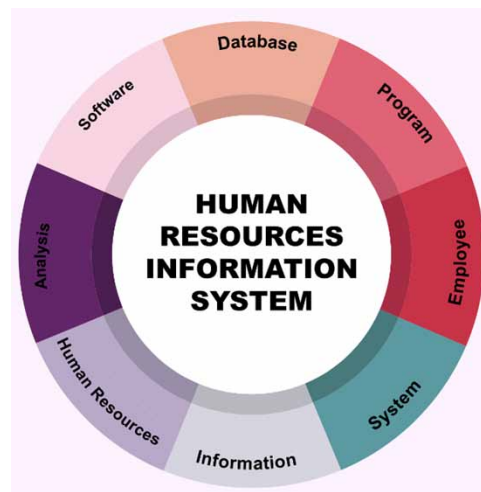 HUMAN
RESOURCES
INFORMATION
SYSTEM
Database
Program
Employee
System
Information
Human Resources
Analysis
Software